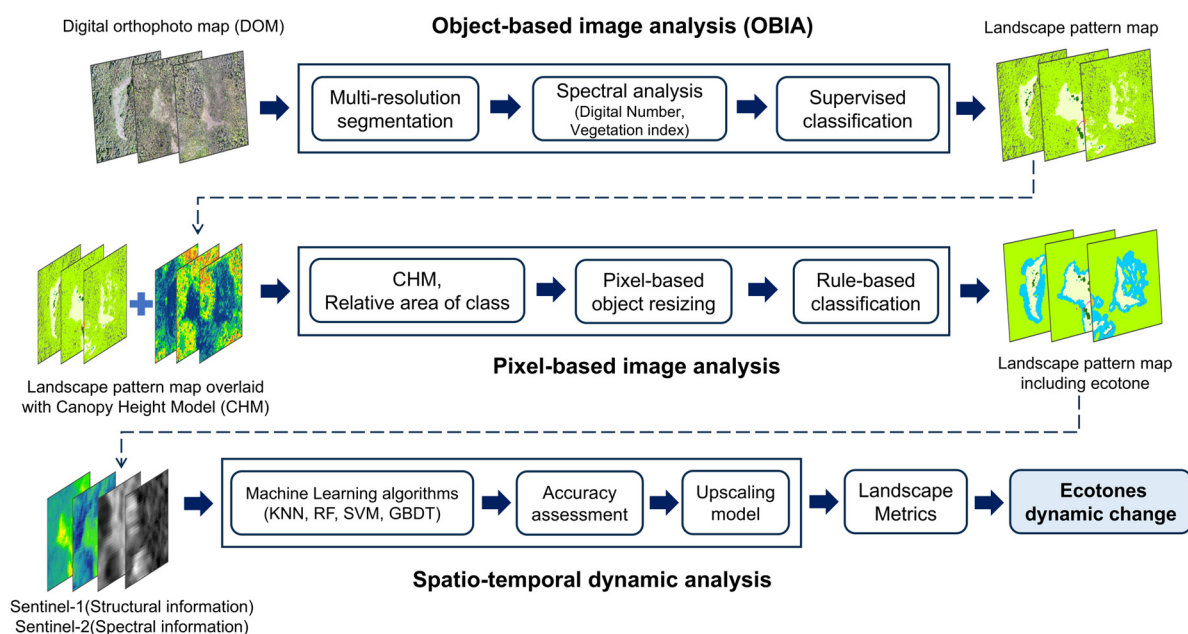 Object-based image analysis (OBIA)
Digital orthophoto map (DOM)
Landscape pattern map
Multi-resolution
segmentation
Spectral analysis
(Digital Number,
Vegetation index)
Supervised
classification
CHM,
Relative area of class
Pixel-based
object resizing
Rule-based
classification
Pixel-based image analysis
Landscape pattern map overlaid
with Canopy Height Model (CHM)
Landscape pattern map
including ecotone
Machine Learning algorithms
(KNN, RF, SVM, GBDT)
Accuracy
assessment
Upscaling
model
Landscape
Metrics
Ecotones
dynamic change
Spatio-temporal dynamic analysis
Sentinel-1(Structural information)
Sentinel-2(Spectral information)